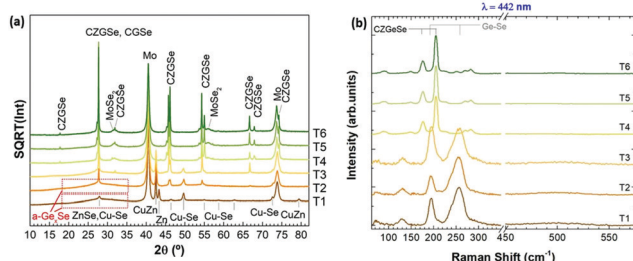 (a)
CZGSe, CGSe
Mo
CZGSe
CZGSe
MoSe2
CZGSe
CZGSe
CZGSe
MoSe2
CZGSe
CZGSe
Mo
CZGSe
T6
T5
T4
T3
T2
T1
a-Ge Se
ZnSe,Cu-Se
CuZn
Zn
Cu-Se
Cu-Se
Cu-Se
CuZn
SQRT(Int)
10 15 20 25 30 35 40 45 50 55 60 65 70 75 80
2θ (º)
(b)
λ = 442 nm
CZGeSe
Ge-Se
T6
T5
T4
T3
T2
T1
Intensity (arb.units)
100 150 200 250 300 450 500 550
Raman Shift (cm-1)